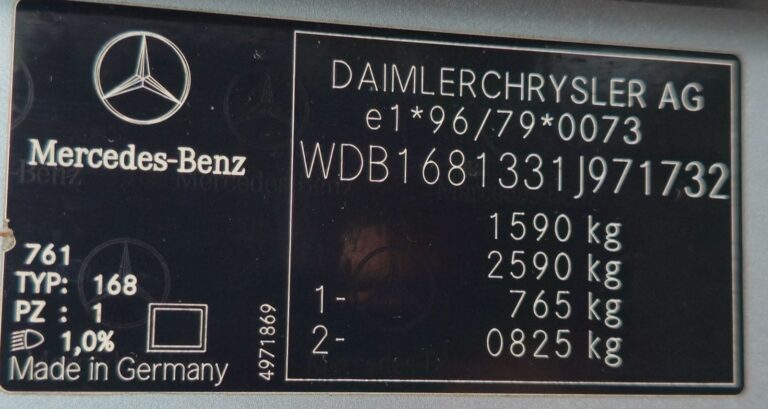 Mercedes-Benz
761
TYP: 168
PZ : 1
1,0%
Made in Germany
4971869
DAIMLERCHRYSLER AG
e1*96/79*0073
WDB1681331J971732
1590 kg
2590 kg
1- 765 kg
2- 0825 kg